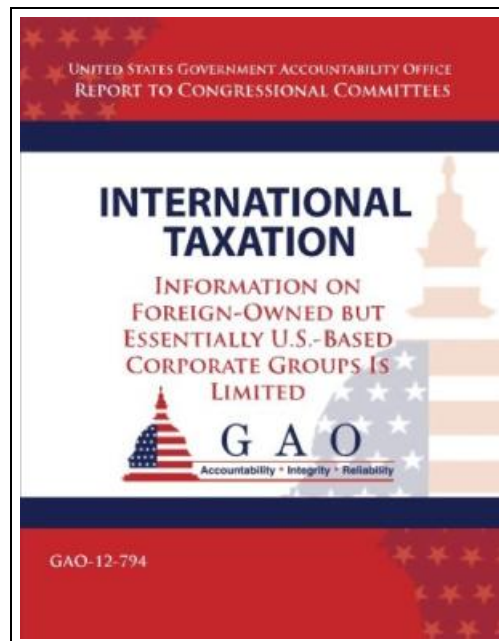 UNITED STATES GOVERNMENT ACCOUNTABILITY OFFICE
REPORT TO CONGRESSIONAL COMMITTEES
INTERNATIONAL
TAXATION
INFORMATION ON
FOREIGN-OWNED BUT
ESSENTIALLY U.S.-BASED
CORPORATE GROUPS IS
LIMITED
G A O
Accountability * Integrity * Reliability
GAO-12-794